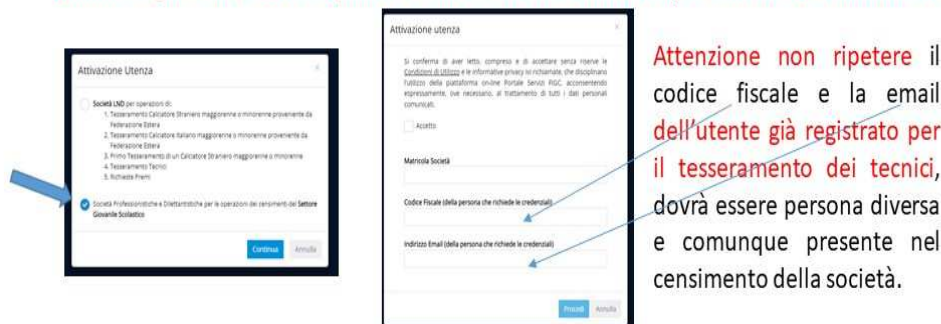 Attivazione Utenza
Società LND per operazioni di:
1. Tesseramento Calciatore Straniero maggiorenne o minorenne proveniente da
Federazione Estera
2. Tesseramento Calciatore Italiano maggiorenne o minorenne proveniente da
Federazione Estera
3. Primo Tesseramento di un Calciatore Straniero maggiorenne o minorenne
4. Tesseramento Tecnici
5. Richieste Premi
Società Professionistiche e Dilettantistiche per le operazioni dei censimenti del Settore
Giovanile Scolastico
Continua Annulla
Attivazione utenza
Si conferma di aver letto, compreso e di accettare senza riserve le
Condizioni di Utilizzo e le informative privacy ivi richiamate, che disciplinano
l'utilizzo della piattaforma on-line Portale Servizi FIGC, acconsentendo
espressamente, ove necessario, al trattamento di tutti i dati personali
comunicati.
Accetto
Matricola Società
Codice Fiscale (della persona che richiede le credenziali)
Indirizzo Email (della persona che richiede le credenziali)
Procedi Annulla
Attenzione non ripetere il
codice fiscale e la email
dell'utente già registrato per
il tesseramento dei tecnici,
dovrà essere persona diversa
e comunque presente nel
censimento della società.